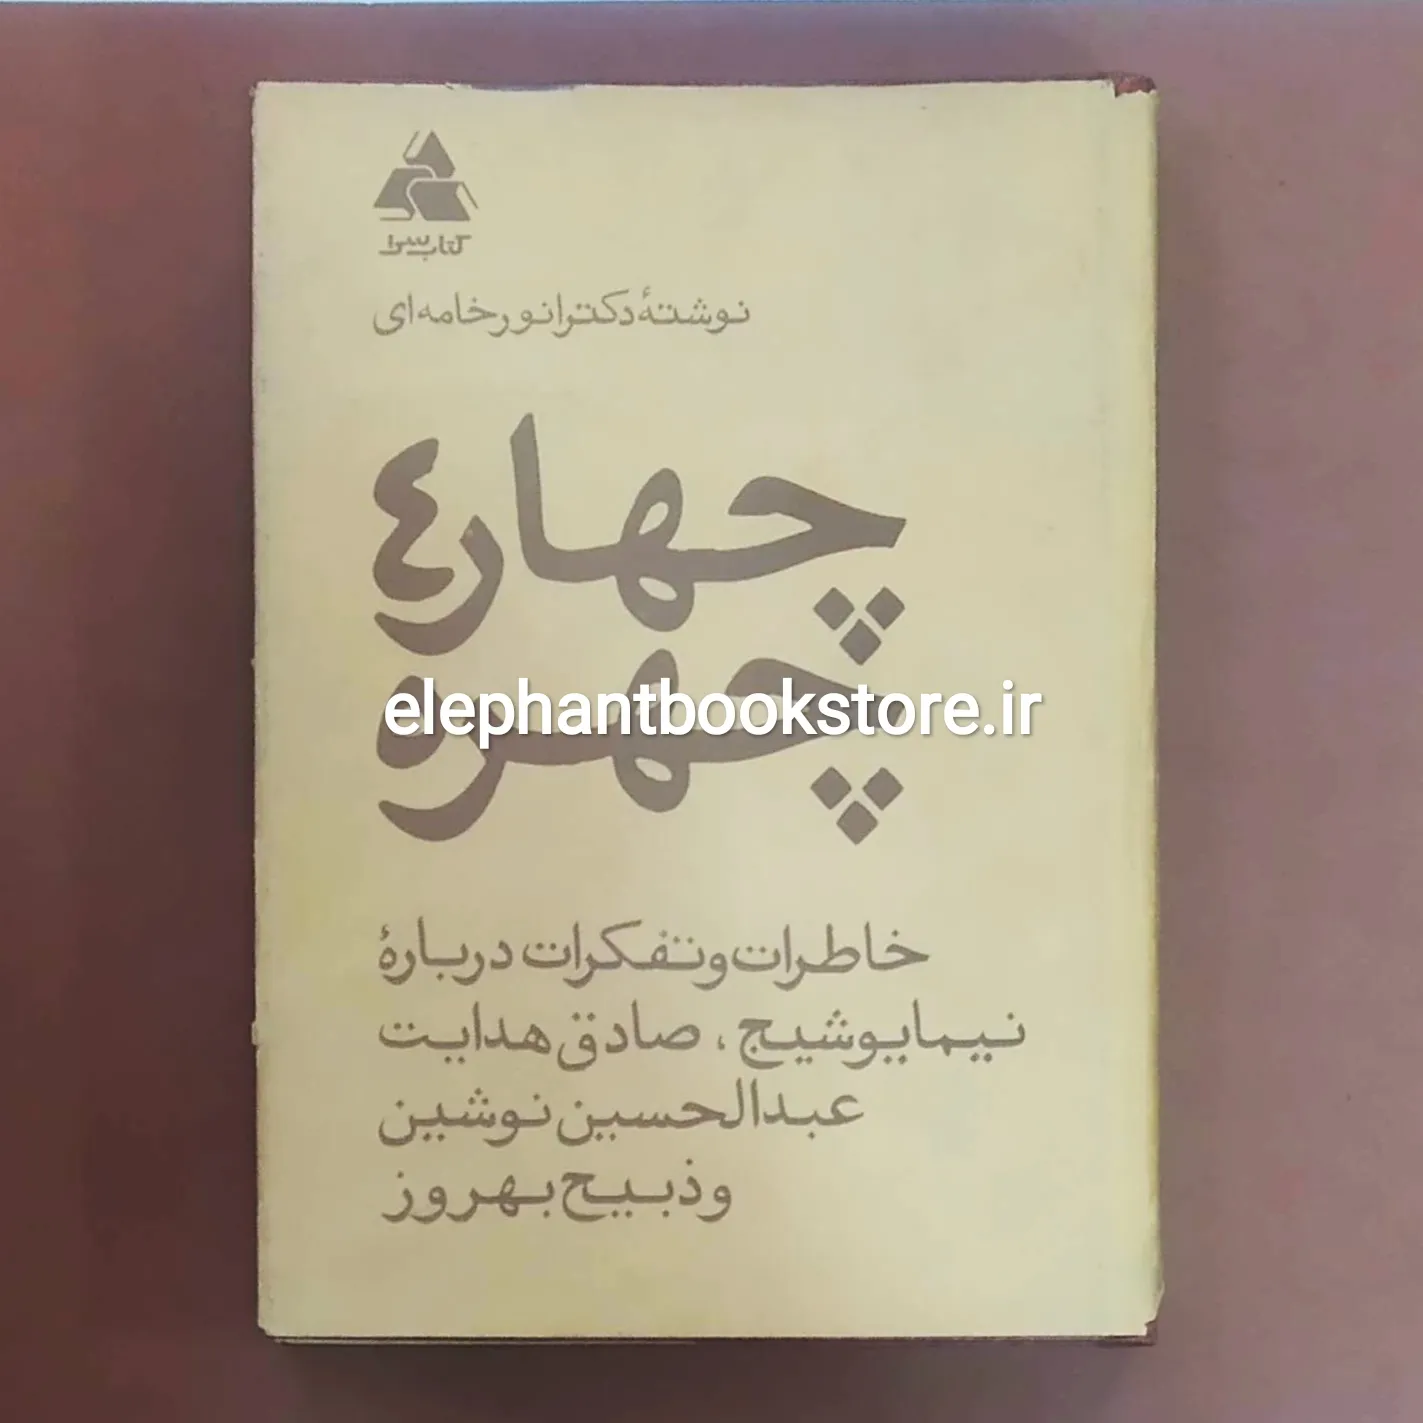 کتاب‌سرا
نوشتهٔ دکتر انور خامه‌ای
چهار ۴
چهره
elephantbookstore.ir
خاطرات و تفکرات دربارهٔ
نیما یوشیج، صادق هدایت
عبدالحسین نوشین
و ذبیح بهروز